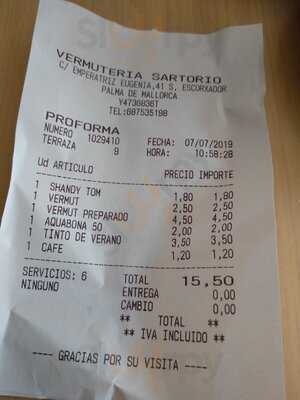 VERMUTERIA SARTORIO
C/ EMPERATRIZ EUGENIA,41 S. ESCORXADOR
PALMA DE MALLORCA
Y4736836T
TEL:687535198
PROFORMA
NUMERO 1029410 FECHA: 07/07/2019
TERRAZA 9 HORA: 10:58:28
Ud ARTICULO PRECIO IMPORTE
1 SHANDY TOM 1,80 1,80
1 VERMUT 2,50 2,50
1 VERMUT PREPARADO 4,50 4,50
1 AQUABONA 50 2,00 2,00
1 TINTO DE VERANO 3,50 3,50
1 CAFE 1,20 1,20
SERVICIOS: 6 TOTAL 15,50
NINGUNO ENTREGA 0,00
CAMBIO 0,00
** TOTAL **
** IVA INCLUIDO **
---- GRACIAS POR SU VISITA ----